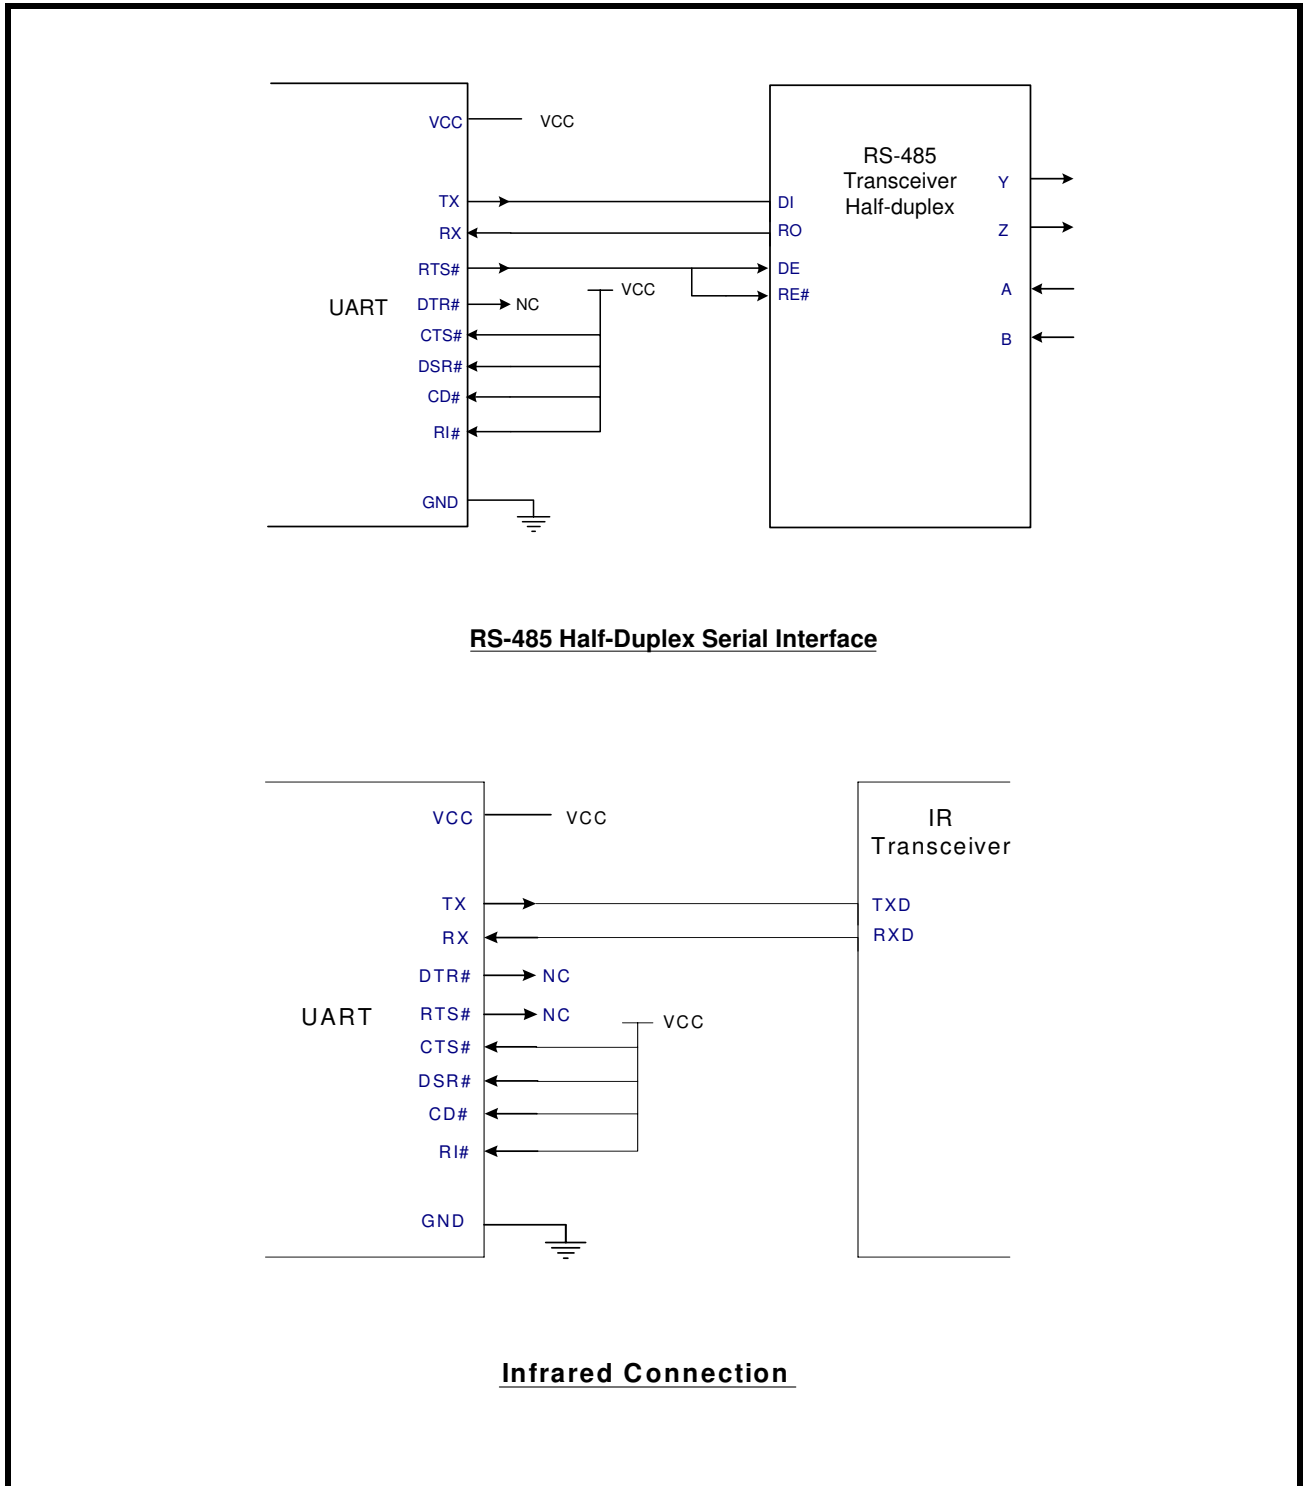 VCC
VCC
TX
RX
RTS#
DTR#
NC
VCC
UART
CTS#
DSR#
CD#
RI#
GND
RS-485
Transceiver
Half-duplex
DI
RO
DE
RE#
Y
Z
A
B
RS-485 Half-Duplex Serial Interface
VCC
VCC
TX
RX
DTR#
NC
RTS#
NC
UART
VCC
CTS#
DSR#
CD#
RI#
GND
IR
Transceiver
TXD
RXD
Infrared Connection